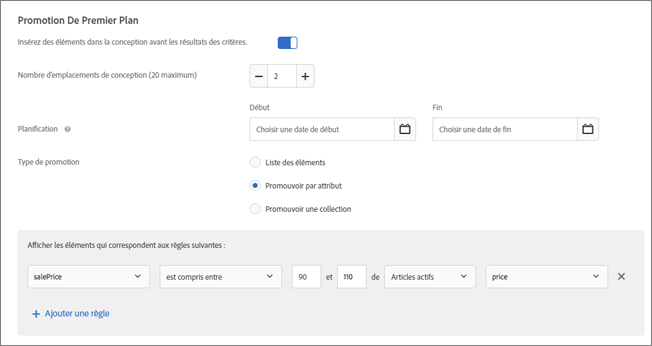 Promotion De Premier Plan
Insérez des éléments dans la conception avant les résultats des critères.
Nombre d'emplacements de conception (20 maximum)
2
Début
Fin
Planification
Choisir une date de début
Choisir une date de fin
Type de promotion
Liste des éléments
Promouvoir par attribut
Promouvoir une collection
Afficher les éléments qui correspondent aux règles suivantes :
salePrice est compris entre 90 et 110 de Articles actifs price
+ Ajouter une règle